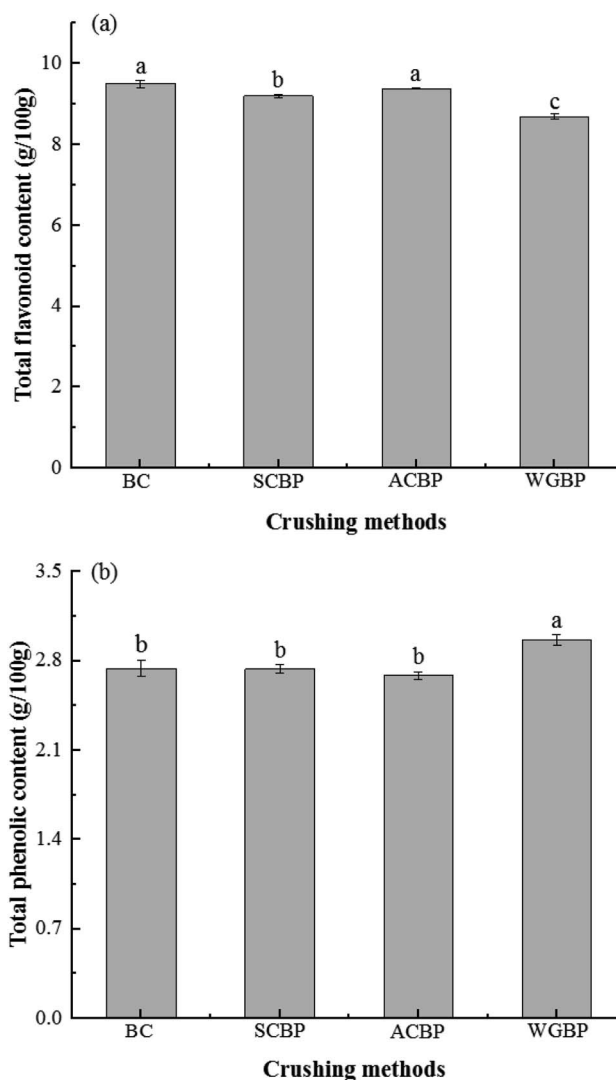 (a)
Total flavonoid content (g/100g)
10
8
6
4
2
0
a
b
a
c
BC SCBP ACBP WGBP
Crushing methods
(b)
Total phenolic content (g/100g)
3.5
2.8
2.1
1.4
0.7
0.0
b
b
b
a
BC SCBP ACBP WGBP
Crushing methods